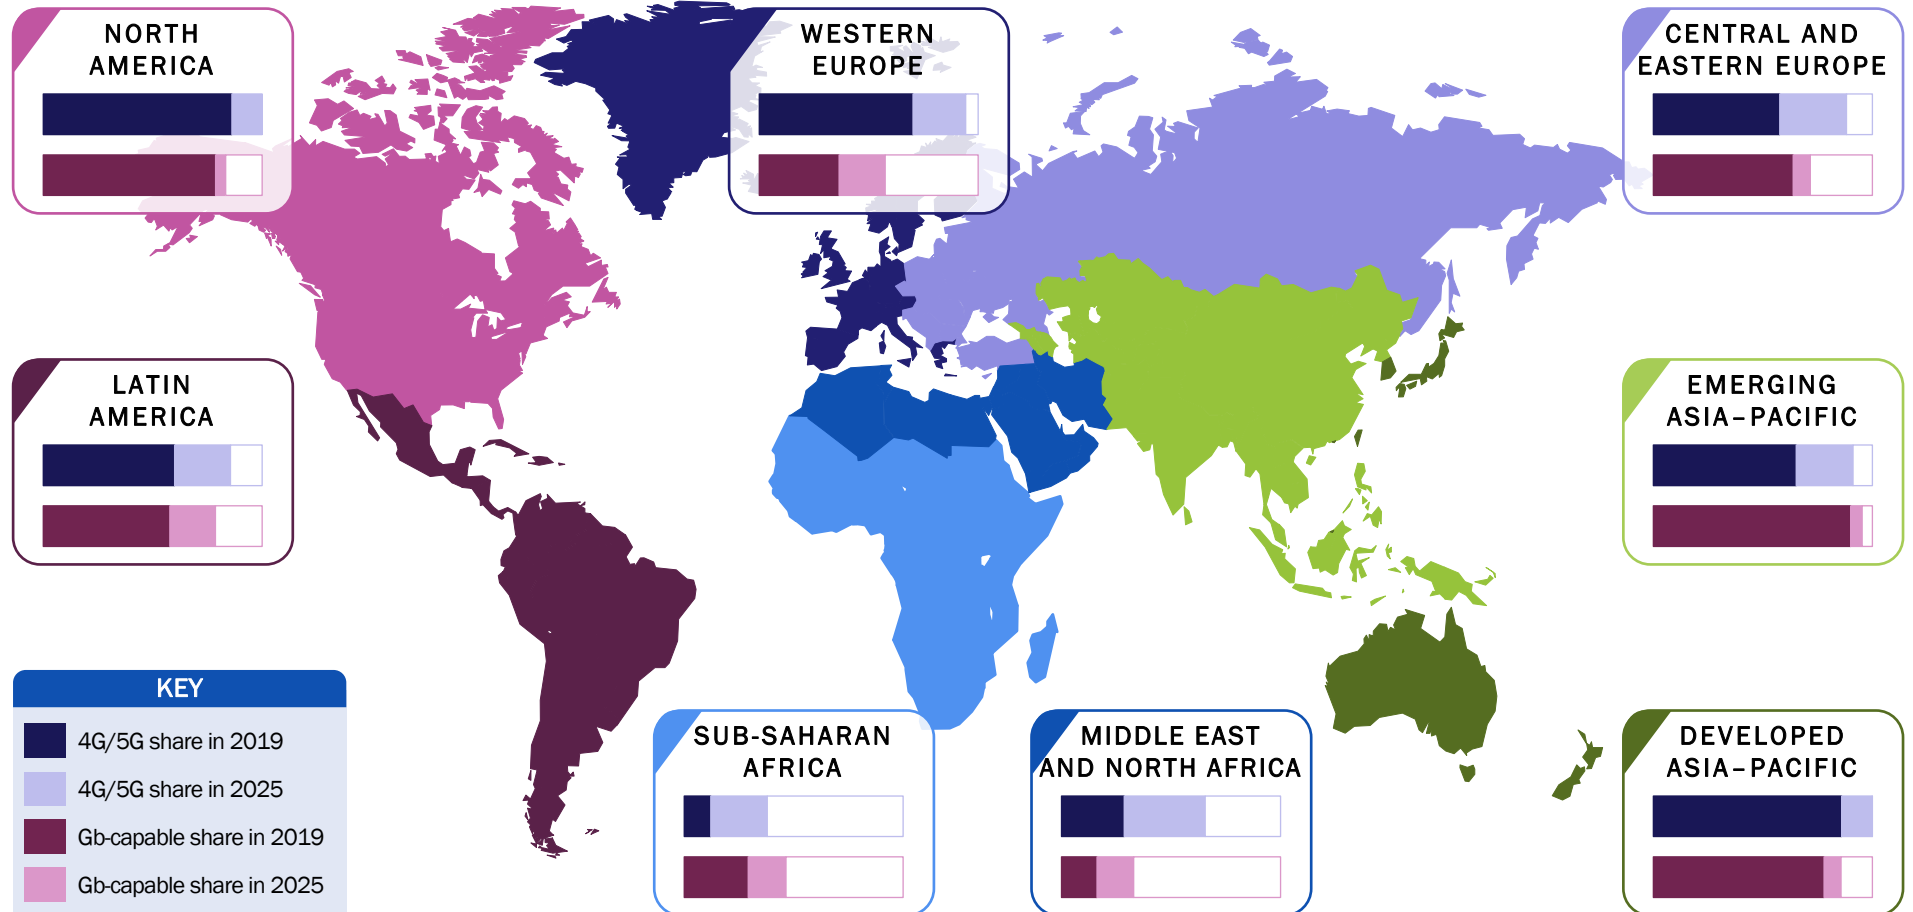 NORTH
AMERICA
WESTERN
EUROPE
CENTRAL AND
EASTERN EUROPE
LATIN
AMERICA
EMERGING
ASIA–PACIFIC
KEY
4G/5G share in 2019
4G/5G share in 2025
Gb-capable share in 2019
Gb-capable share in 2025
SUB-SAHARAN
AFRICA
MIDDLE EAST
AND NORTH AFRICA
DEVELOPED
ASIA–PACIFIC